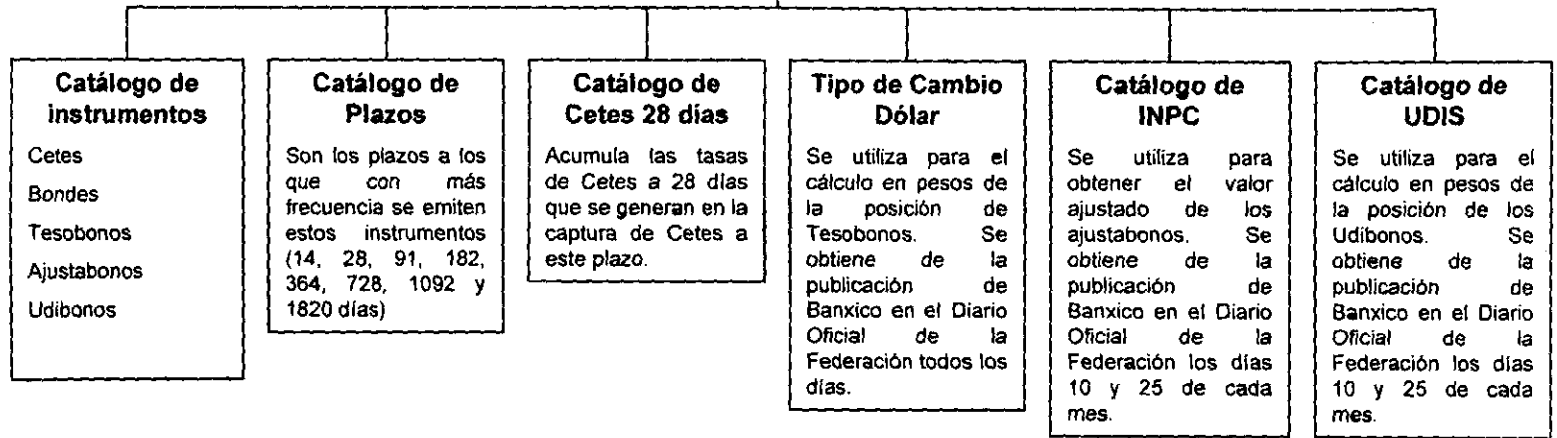 Catálogo de
instrumentos
Cetes
Bondes
Tesobonos
Ajustabonos
Udibonos
Catálogo de
Plazos
Son los plazos a los
que con más
frecuencia se emiten
estos instrumentos
(14, 28, 91, 182,
364, 728, 1092 y
1820 días)
Catálogo de
Cetes 28 días
Acumula las tasas
de Cetes a 28 días
que se generan en la
captura de Cetes a
este plazo.
Tipo de Cambio
Dólar
Se utiliza para el
cálculo en pesos de
la posición de
Tesobonos. Se
obtiene de la
publicación de
Banxico en el Diario
Oficial de la
Federación todos los
días.
Catálogo de
INPC
Se utiliza para
obtener el valor
ajustado de los
ajustabonos. Se
obtiene de la
publicación de
Banxico en el Diario
Oficial de la
Federación los días
10 y 25 de cada
mes.
Catálogo de
UDIS
Se utiliza para el
cálculo en pesos de
la posición de los
Udibonos. Se
obtiene de la
publicación de
Banxico en el Diario
Oficial de la
Federación los días
10 y 25 de cada
mes.